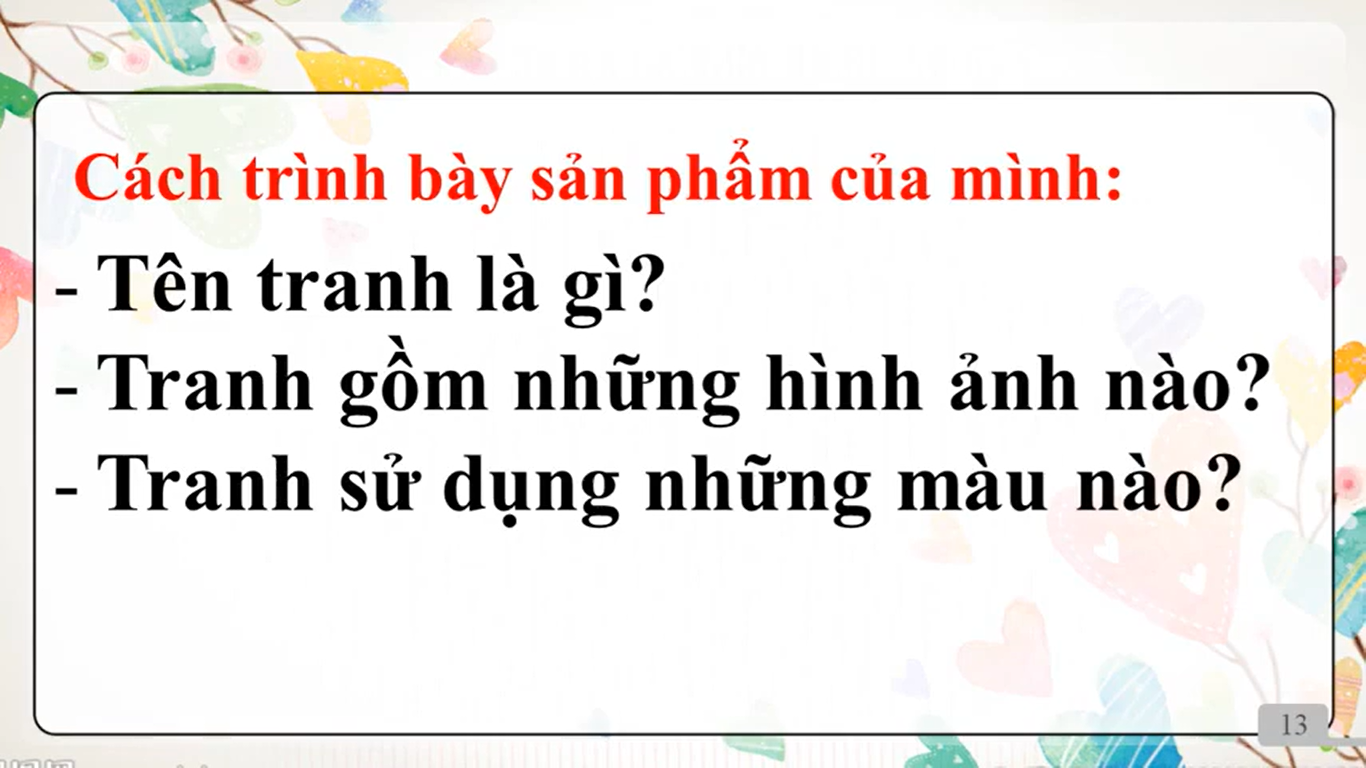 Cách trình bày sản phẩm của mình:
- Tên tranh là gì?
- Tranh gồm những hình ảnh nào?
- Tranh sử dụng những màu nào?
13